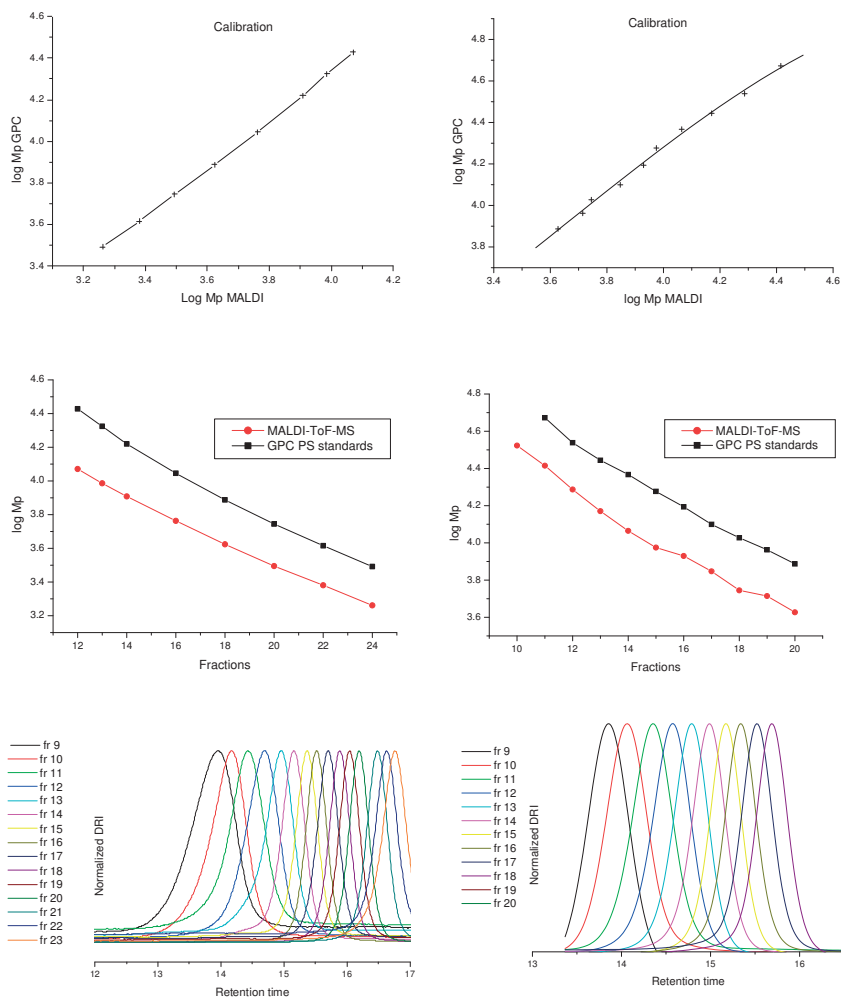 Calibration
4.6
4.4
4.2
4.0
3.8
3.6
3.4
log Mp GPC
3.2
3.4
3.6
3.8
4.0
4.2
Log Mp MALDI
Calibration
4.8
4.6
4.4
4.2
4.0
3.8
log Mp GPC
3.4
3.6
3.8
4.0
4.2
4.4
4.6
log Mp MALDI
4.6
4.4
4.2
4.0
3.8
3.6
3.4
3.2
log Mp
MALDI-ToF-MS
GPC PS standards
12
14
16
18
20
22
24
Fractions
4.8
4.6
4.4
4.2
4.0
3.8
3.6
log Mp
MALDI-ToF-MS
GPC PS standards
10
12
14
16
18
20
Fractions
fr 9
fr 10
fr 11
fr 12
fr 13
fr 14
fr 15
fr 16
fr 17
fr 18
fr 19
fr 20
fr 21
fr 22
fr 23
Normalized DRI
12
13
14
15
16
17
Retention time
fr 9
fr 10
fr 11
fr 12
fr 13
fr 14
fr 15
fr 16
fr 17
fr 18
fr 19
fr 20
Normalized DRI
13
14
15
16
Retention time